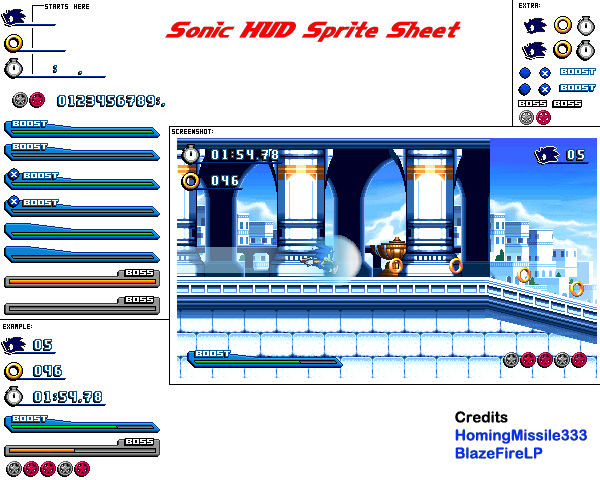 STARTS HERE
: .
0123456789:.
BOOST
BOOST
BOOST
BOOST
BOSS
BOSS
EXAMPLE:
05
046
01:54.78
BOOST
BOSS
Sonic HUD Sprite Sheet
EXTRA:
BOOST
BOOST
BOSS BOSS
SCREENSHOT:
01:54.78
05
046
BOOST
Credits
HomingMissile333
BlazeFireLP